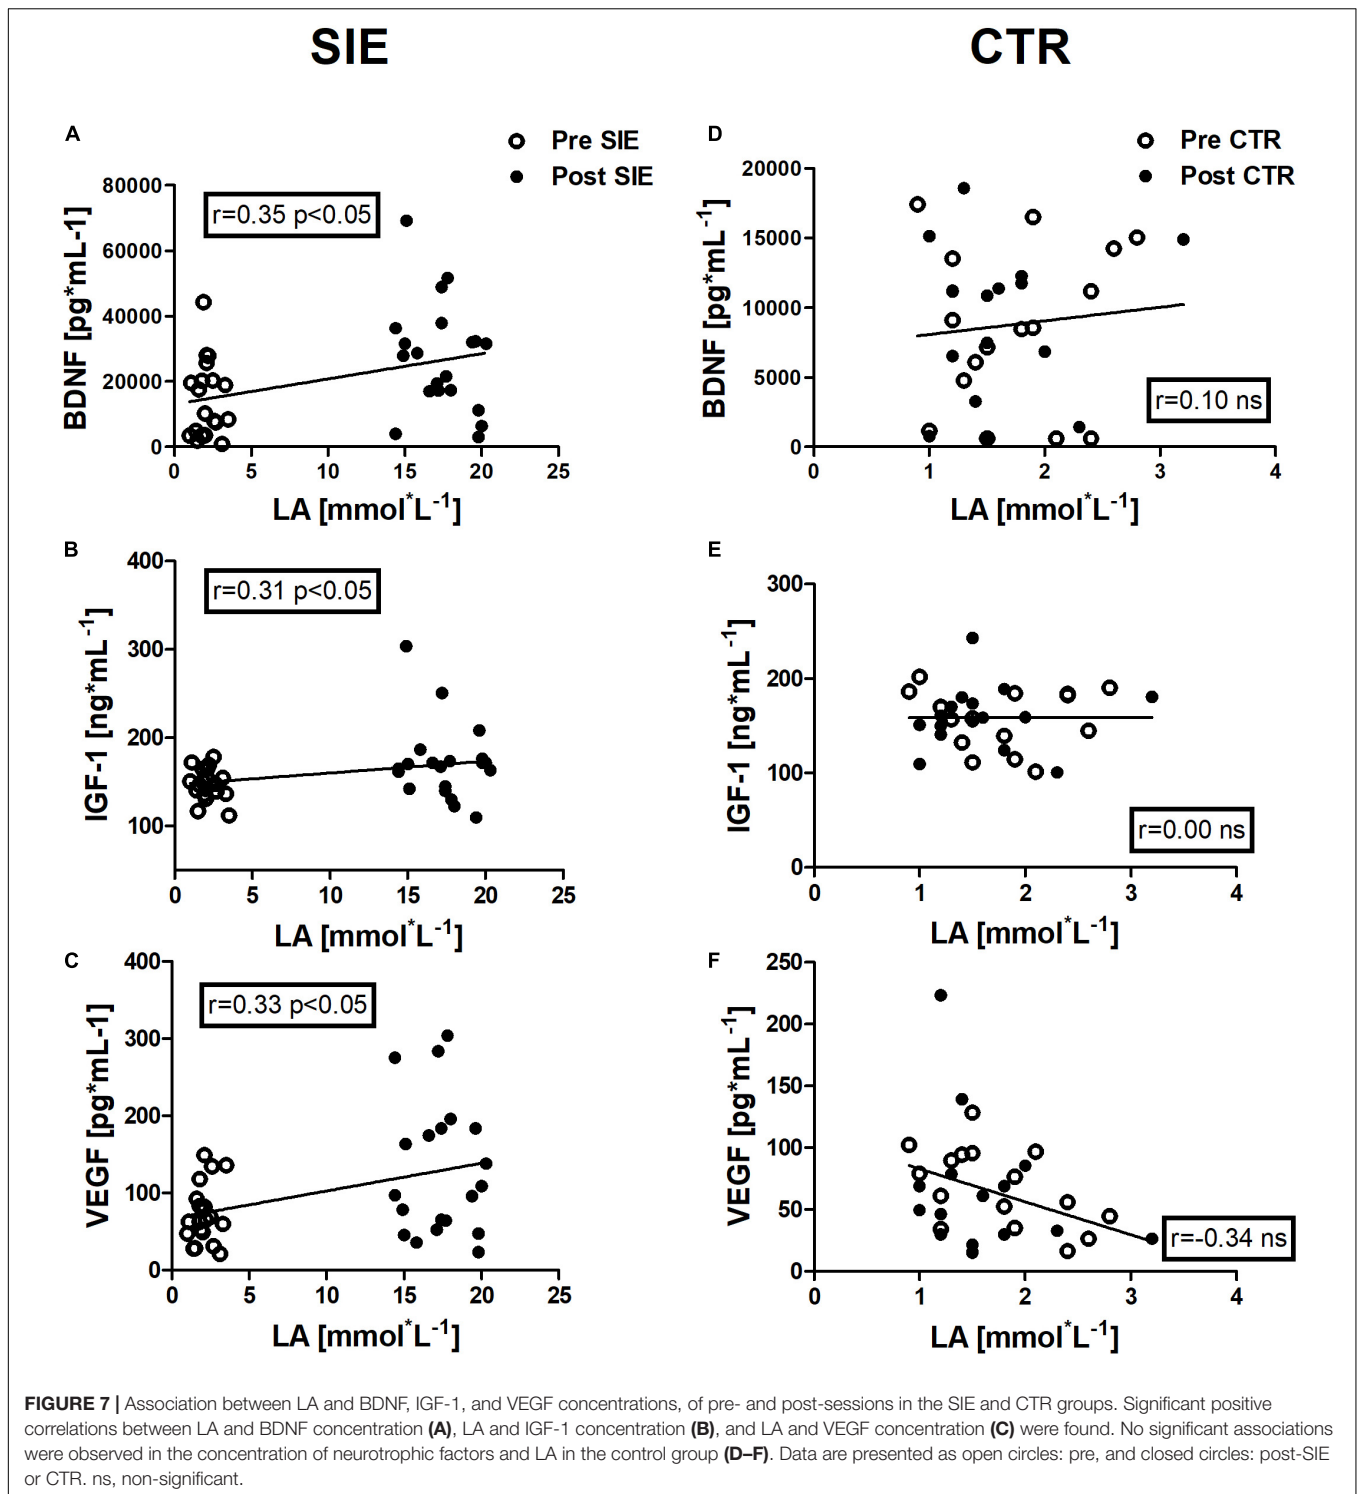 SIE
CTR
A
Pre SIE
Post SIE
80000
60000
40000
20000
0
r=0.35 p<0.05
BDNF [pg*mL-1]
0 5 10 15 20 25
LA [mmol*L-1]
D
Pre CTR
Post CTR
20000
15000
10000
5000
0
r=0.10 ns
BDNF [pg*mL-1]
0 1 2 3 4
LA [mmol*L-1]
B
400
300
200
100
r=0.31 p<0.05
IGF-1 [ng*mL-1]
0 5 10 15 20 25
LA [mmol*L-1]
E
300
200
100
0
r=0.00 ns
IGF-1 [ng*mL-1]
0 1 2 3 4
LA [mmol*L-1]
C
400
300
200
100
0
r=0.33 p<0.05
VEGF [pg*mL-1]
0 5 10 15 20 25
LA [mmol*L-1]
F
250
200
150
100
50
0
r=-0.34 ns
VEGF [pg*mL-1]
0 1 2 3 4
LA [mmol*L-1]
FIGURE 7 | Association between LA and BDNF, IGF-1, and VEGF concentrations, of pre- and post-sessions in the SIE and CTR groups. Significant positive
correlations between LA and BDNF concentration (A), LA and IGF-1 concentration (B), and LA and VEGF concentration (C) were found. No significant associations
were observed in the concentration of neurotrophic factors and LA in the control group (D–F). Data are presented as open circles: pre, and closed circles: post-SIE
or CTR. ns, non-significant.